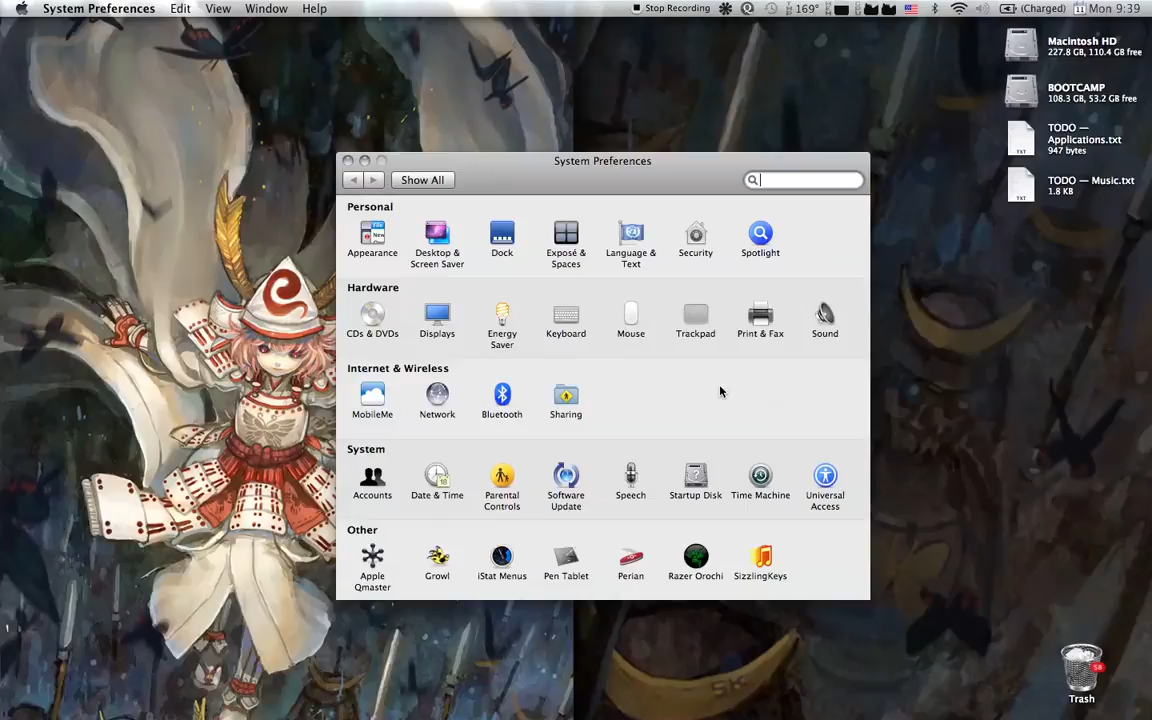 System Preferences Edit View Window Help
Stop Recording 169° (Charged) Mon 9:39
Macintosh HD
227.8 GB, 110.4 GB free
BOOTCAMP
108.3 GB, 53.2 GB free
TODO —
Applications.txt
947 bytes
TXT
TODO — Music.txt
1.8 KB
TXT
System Preferences
Show All
Personal
Appearance
Desktop &
Screen Saver
Dock
Exposé &
Spaces
Language &
Text
Security
Spotlight
Hardware
CDs & DVDs
Displays
Energy
Saver
Keyboard
Mouse
Trackpad
Print & Fax
Sound
Internet & Wireless
MobileMe
Network
Bluetooth
Sharing
System
Accounts
Date & Time
Parental
Controls
Software
Update
Speech
Startup Disk
Time Machine
Universal
Access
Other
Apple
Qmaster
Growl
iStat Menus
Pen Tablet
Perian
Razer Orochi
SizzlingKeys
58
Trash